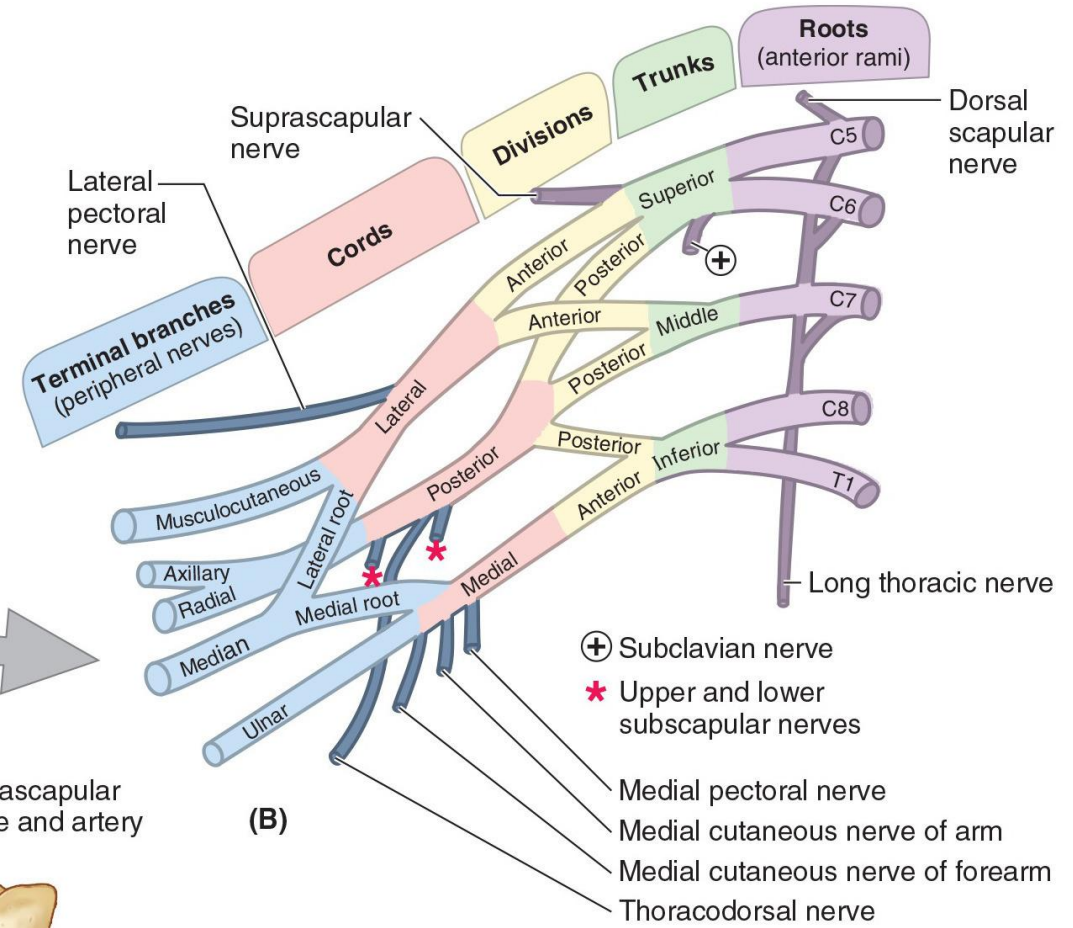 Roots
(anterior rami)
Trunks
Divisions
Cords
Terminal branches
(peripheral nerves)
Dorsal
scapular
nerve
Suprascapular
nerve
Lateral
pectoral
nerve
C5
C6
C7
C8
T1
Superior
Middle
Inferior
Anterior
Posterior
Anterior
Posterior
Posterior
Anterior
Lateral
Posterior
Medial
Musculocutaneous
Lateral root
Axillary
Radial
Medial root
Median
Ulnar
Long thoracic nerve
+ Subclavian nerve
* Upper and lower
subscapular nerves
Medial pectoral nerve
Medial cutaneous nerve of arm
Medial cutaneous nerve of forearm
Thoracodorsal nerve
ascapular
e and artery
(B)